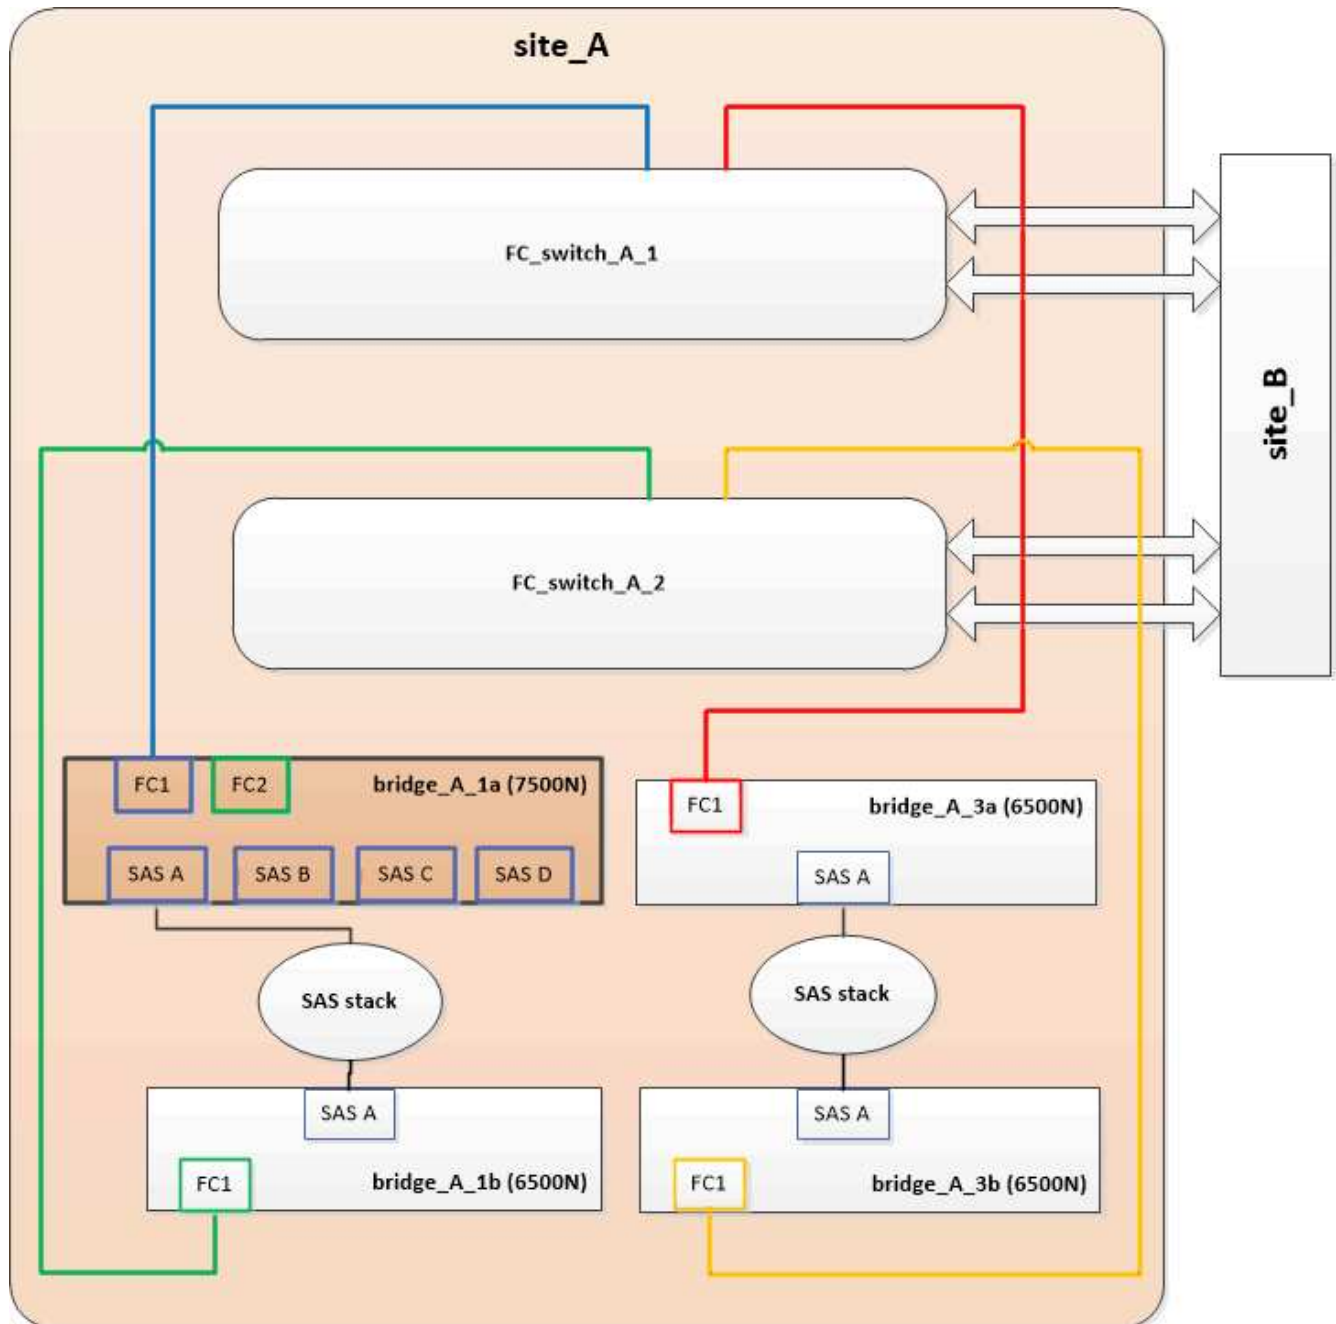 site_A
FC_switch_A_1
site_B
FC_switch_A_2
FC1
FC2
bridge_A_1a (7500N)
SAS A
SAS B
SAS C
SAS D
FC1
bridge_A_3a (6500N)
SAS A
SAS stack
SAS stack
SAS A
FC1
bridge_A_1b (6500N)
SAS A
FC1
bridge_A_3b (6500N)